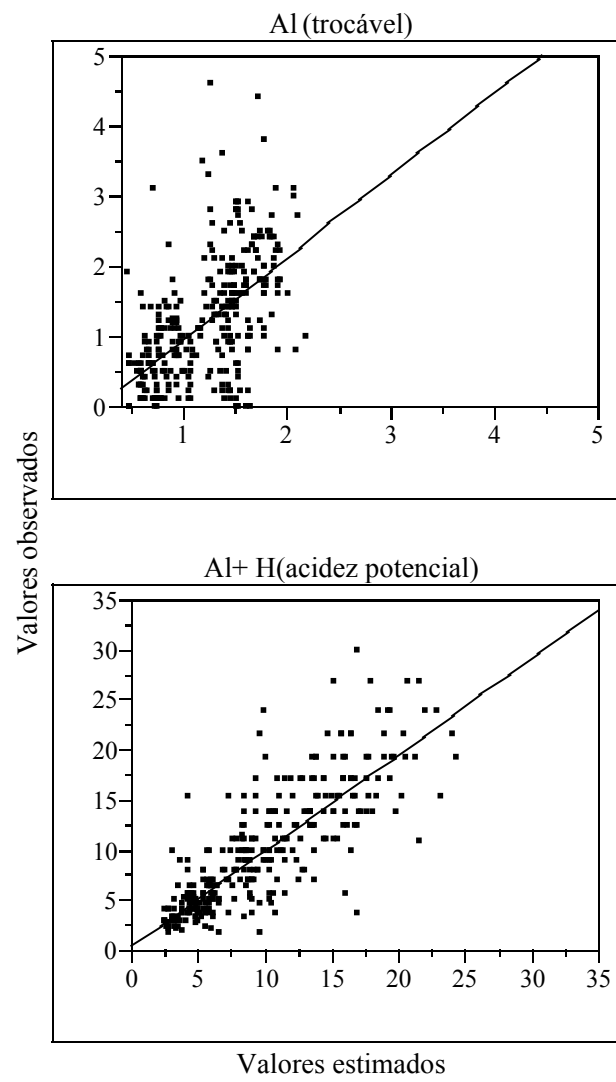 Al (trocável)
5
4
3
2
1
0
1 2 3 4 5
Valores observados
Al+ H(acidez potencial)
35
30
25
20
15
10
5
0
0 5 10 15 20 25 30 35
Valores estimados